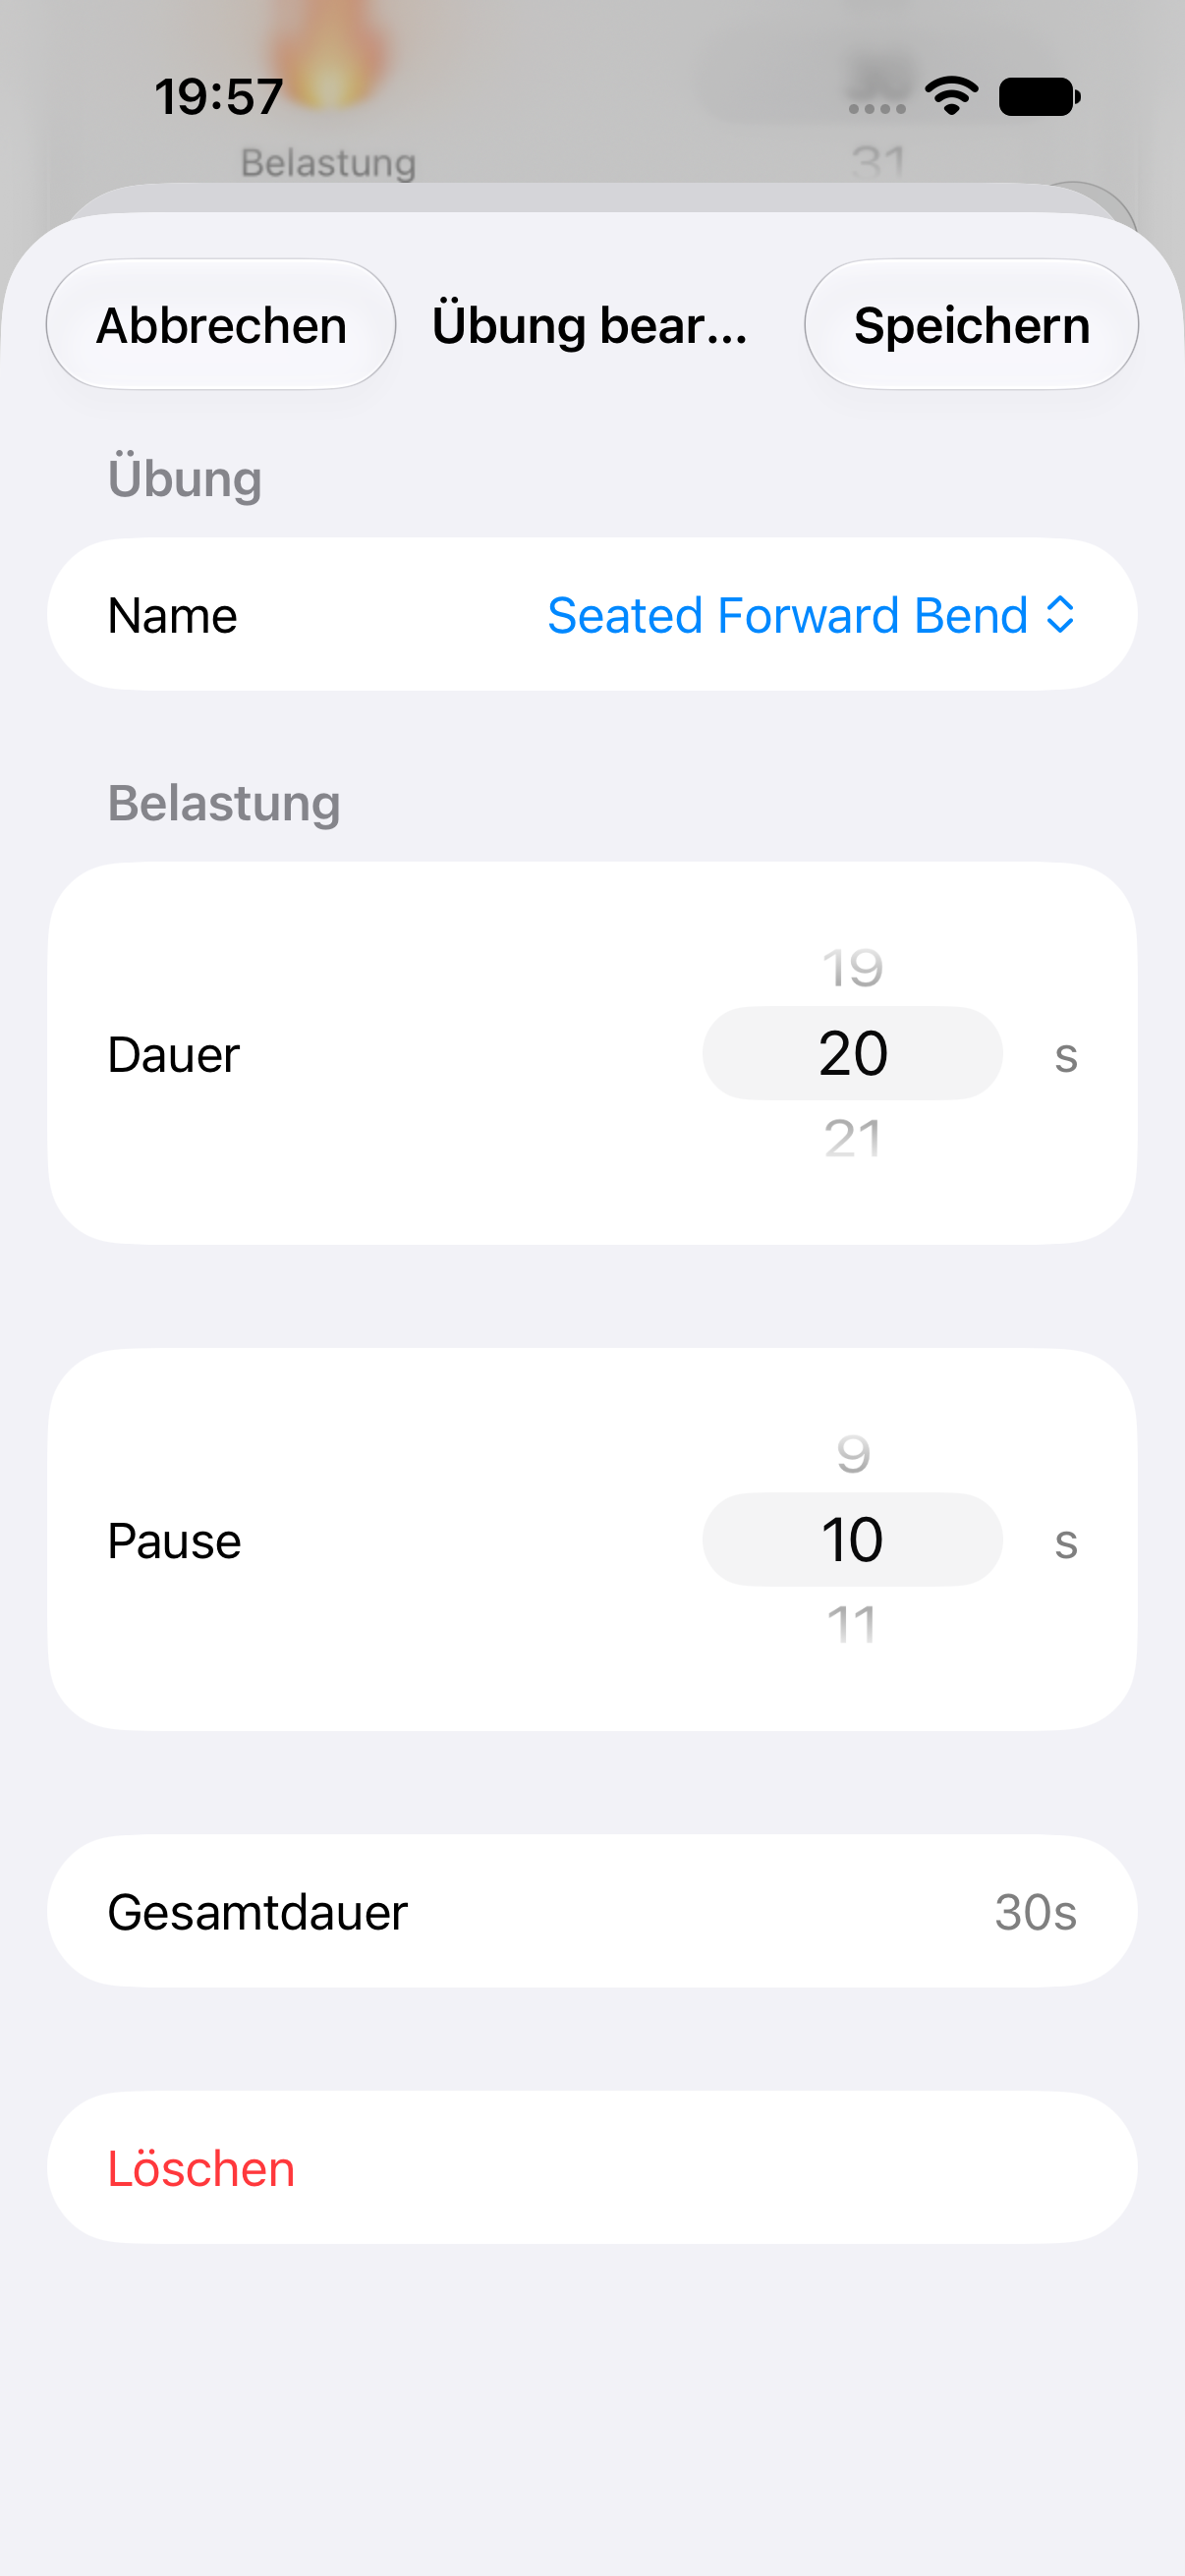 19:57
Belastung
31
Abbrechen
Übung bear...
Speichern
Übung
Name
Seated Forward Bend
Belastung
19
Dauer
20
s
21
9
Pause
10
s
11
Gesamtdauer
30s
Löschen